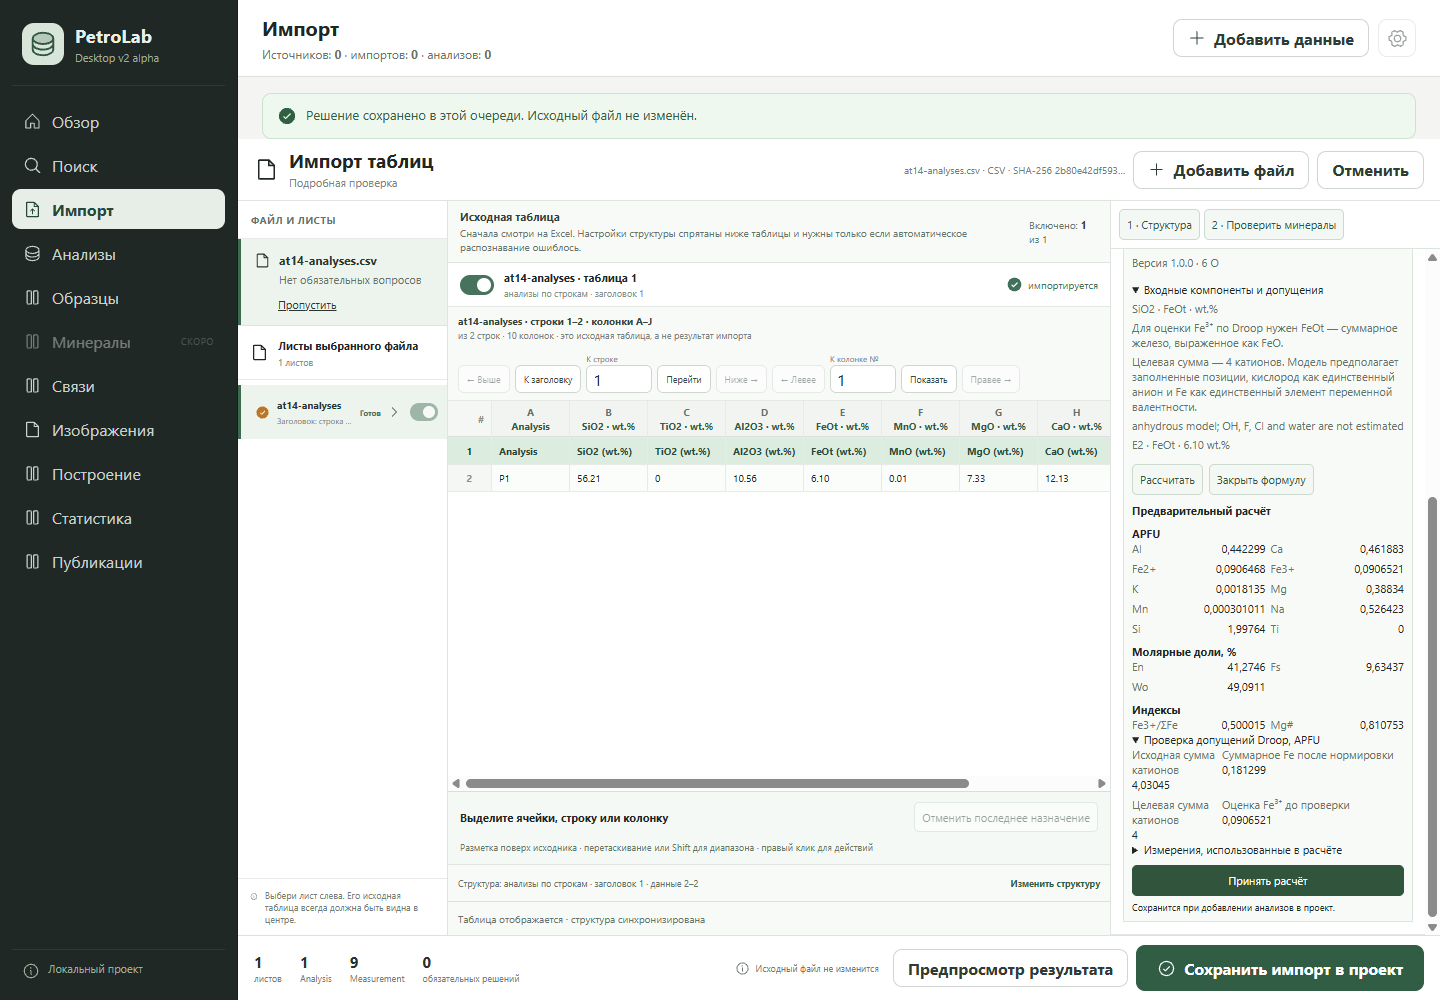 PetroLab
Desktop v2 alpha
Обзор
Поиск
Импорт
Анализы
Образцы
Минералы СКОРО
Связи
Изображения
Построение
Статистика
Публикации
Локальный проект
Импорт
Источников: 0 · импортов: 0 · анализов: 0
Добавить данные
Решение сохранено в этой очереди. Исходный файл не изменён.
Импорт таблиц
Подробная проверка
at14-analyses.csv · CSV · SHA-256 2b80e42df593...
Добавить файл
Отменить
ФАЙЛ И ЛИСТЫ
at14-analyses.csv
Нет обязательных вопросов
Пропустить
Листы выбранного файла
1 листов
at14-analyses
Заголовок: строка ...
Готов
Выбери лист слева. Его исходная
таблица всегда должна быть видна в
центре.
Исходная таблица
Сначала смотри на Excel. Настройки структуры спрятаны ниже таблицы и нужны только если автоматическое
распознавание ошиблось.
Включено: 1
из 1
at14-analyses · таблица 1
анализы по строкам · заголовок 1
импортируется
at14-analyses · строки 1–2 · колонки A–J
из 2 строк · 10 колонок · это исходная таблица, а не результат импорта
К строке
К колонке №
← Выше К заголовку 1 Перейти Ниже → ← Левее 1 Показать Правее →
# A B C D E F G H
Analysis SiO2 · wt.% TiO2 · wt.% Al2O3 · wt.% FeOt · wt.% MnO · wt.% MgO · wt.% CaO · wt.%
1 Analysis SiO2 (wt.%) TiO2 (wt.%) Al2O3 (wt.%) FeOt (wt.%) MnO (wt.%) MgO (wt.%) CaO (wt.%)
2 P1 56.21 0 10.56 6.10 0.01 7.33 12.13
Выделите ячейки, строку или колонку
Отменить последнее назначение
Разметка поверх исходника · перетаскивание или Shift для диапазона · правый клик для действий
Структура: анализы по строкам · заголовок 1 · данные 2–2
Изменить структуру
Таблица отображается · структура синхронизирована
1 · Структура
2 · Проверить минералы
Версия 1.0.0 · 6 O
▼ Входные компоненты и допущения
SiO2 · FeOt · wt.%
Для оценки Fe³⁺ по Droop нужен FeOt — суммарное
железо, выраженное как FeO.
Целевая сумма — 4 катионов. Модель предполагает
заполненные позиции, кислород как единственный
анион и Fe как единственный элемент переменной
валентности.
anhydrous model; OH, F, Cl and water are not estimated
E2 · FeOt · 6.10 wt.%
Рассчитать
Закрыть формулу
Предварительный расчёт
APFU
Al 0,442299 Ca 0,461883
Fe2+ 0,0906468 Fe3+ 0,0906521
K 0,0018135 Mg 0,38834
Mn 0,000301011 Na 0,526423
Si 1,99764 Ti 0
Молярные доли, %
En 41,2746 Fs 9,63437
Wo 49,0911
Индексы
Fe3+/ΣFe 0,500015 Mg# 0,810753
▼ Проверка допущений Droop, APFU
Исходная сумма Суммарное Fe после нормировки
катионов 0,181299
4,03045
Целевая сумма Оценка Fe³⁺ до проверки
катионов 0,0906521
4
▶ Измерения, использованные в расчёте
Принять расчёт
Сохранится при добавлении анализов в проект.
1 1 9 0
листов Analysis Measurement обязательных решений
Исходный файл не изменится
Предпросмотр результата
Сохранить импорт в проект